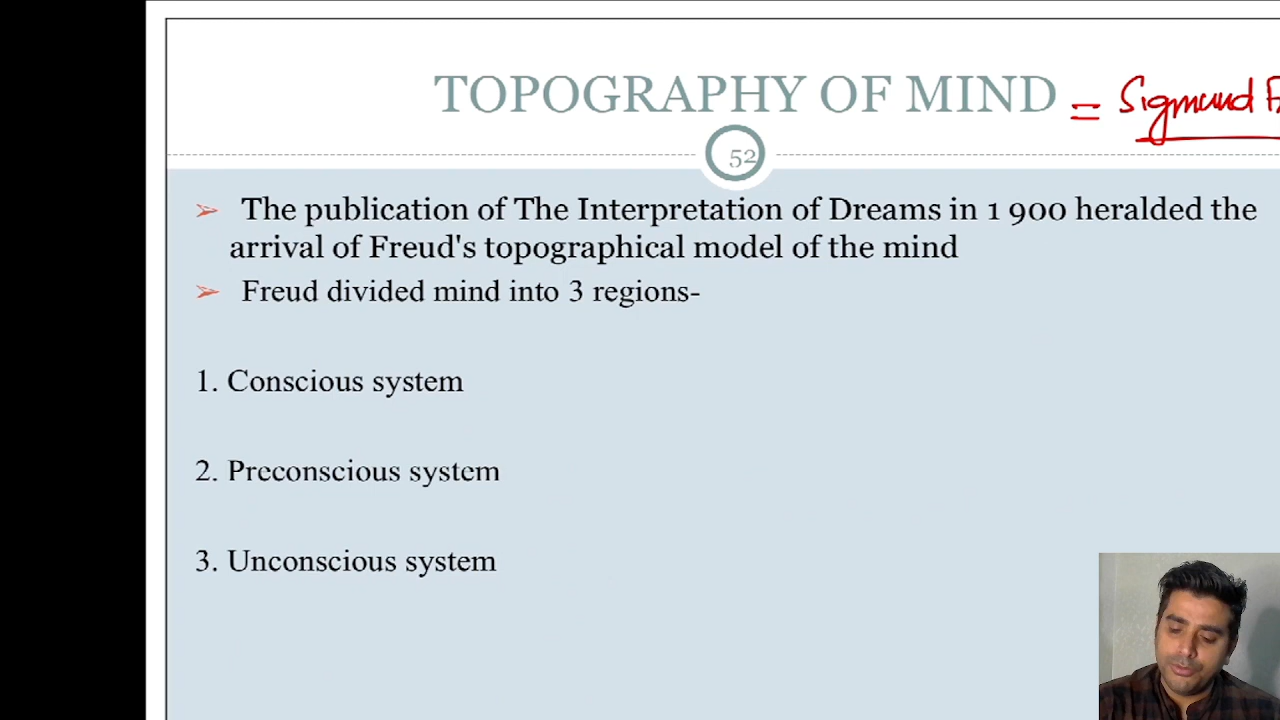 TOPOGRAPHY OF MIND = Sigmund
52
➢ The publication of The Interpretation of Dreams in 1 900 heralded the
arrival of Freud's topographical model of the mind
➢ Freud divided mind into 3 regions-
1. Conscious system
2. Preconscious system
3. Unconscious system